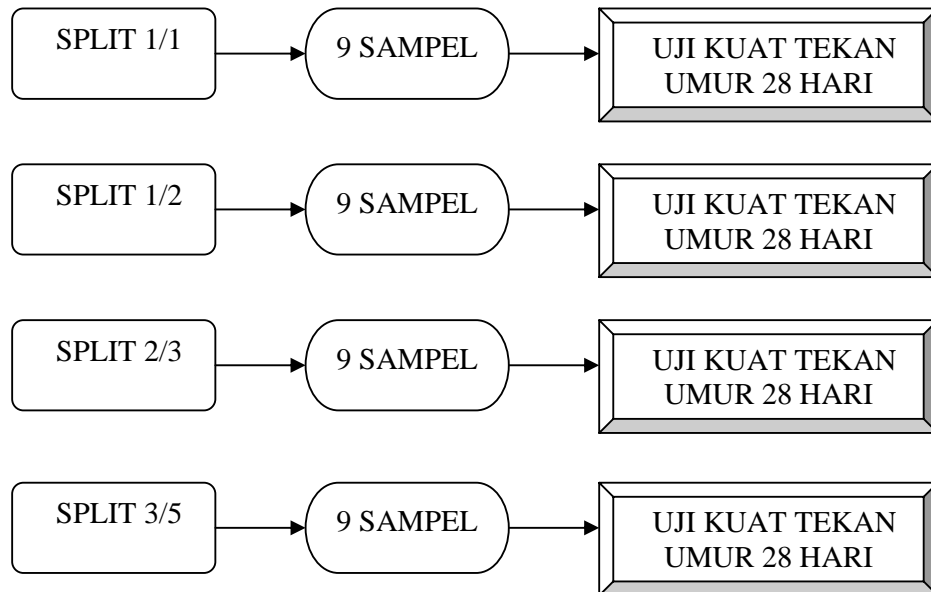 SPLIT 1/1
9 SAMPEL
UJI KUAT TEKAN
UMUR 28 HARI
SPLIT 1/2
9 SAMPEL
UJI KUAT TEKAN
UMUR 28 HARI
SPLIT 2/3
9 SAMPEL
UJI KUAT TEKAN
UMUR 28 HARI
SPLIT 3/5
9 SAMPEL
UJI KUAT TEKAN
UMUR 28 HARI